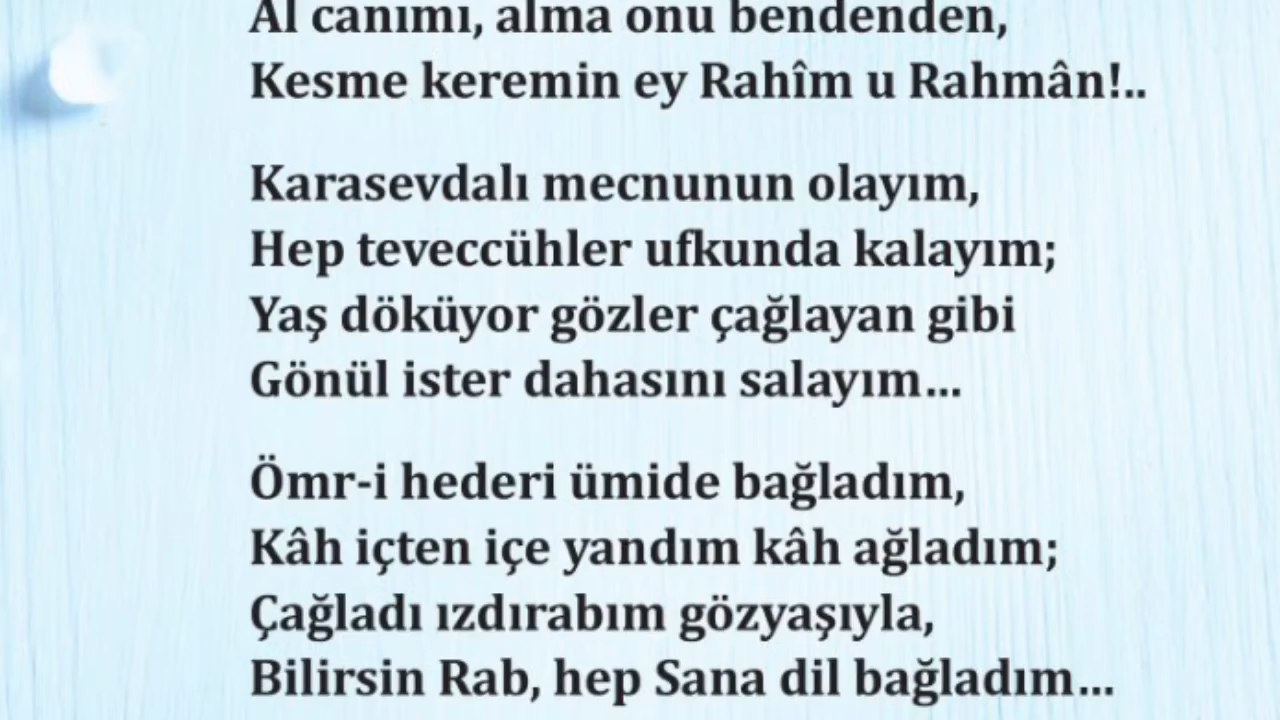 Al canımı, alma onu bendenden,
Kesme keremin ey Rahîm u Rahmân!..
Karasevdalı mecnunun olayım,
Hep teveccühler ufkunda kalayım;
Yaş döküyor gözler çağlayan gibi
Gönül ister dahasını salayım...
Ömr-i hederi ümide bağladım,
Kâh içten içe yandım kâh ağladım;
Çağladı ızdırabım gözyaşıyla,
Bilirsin Rab, hep Sana dil bağladım...